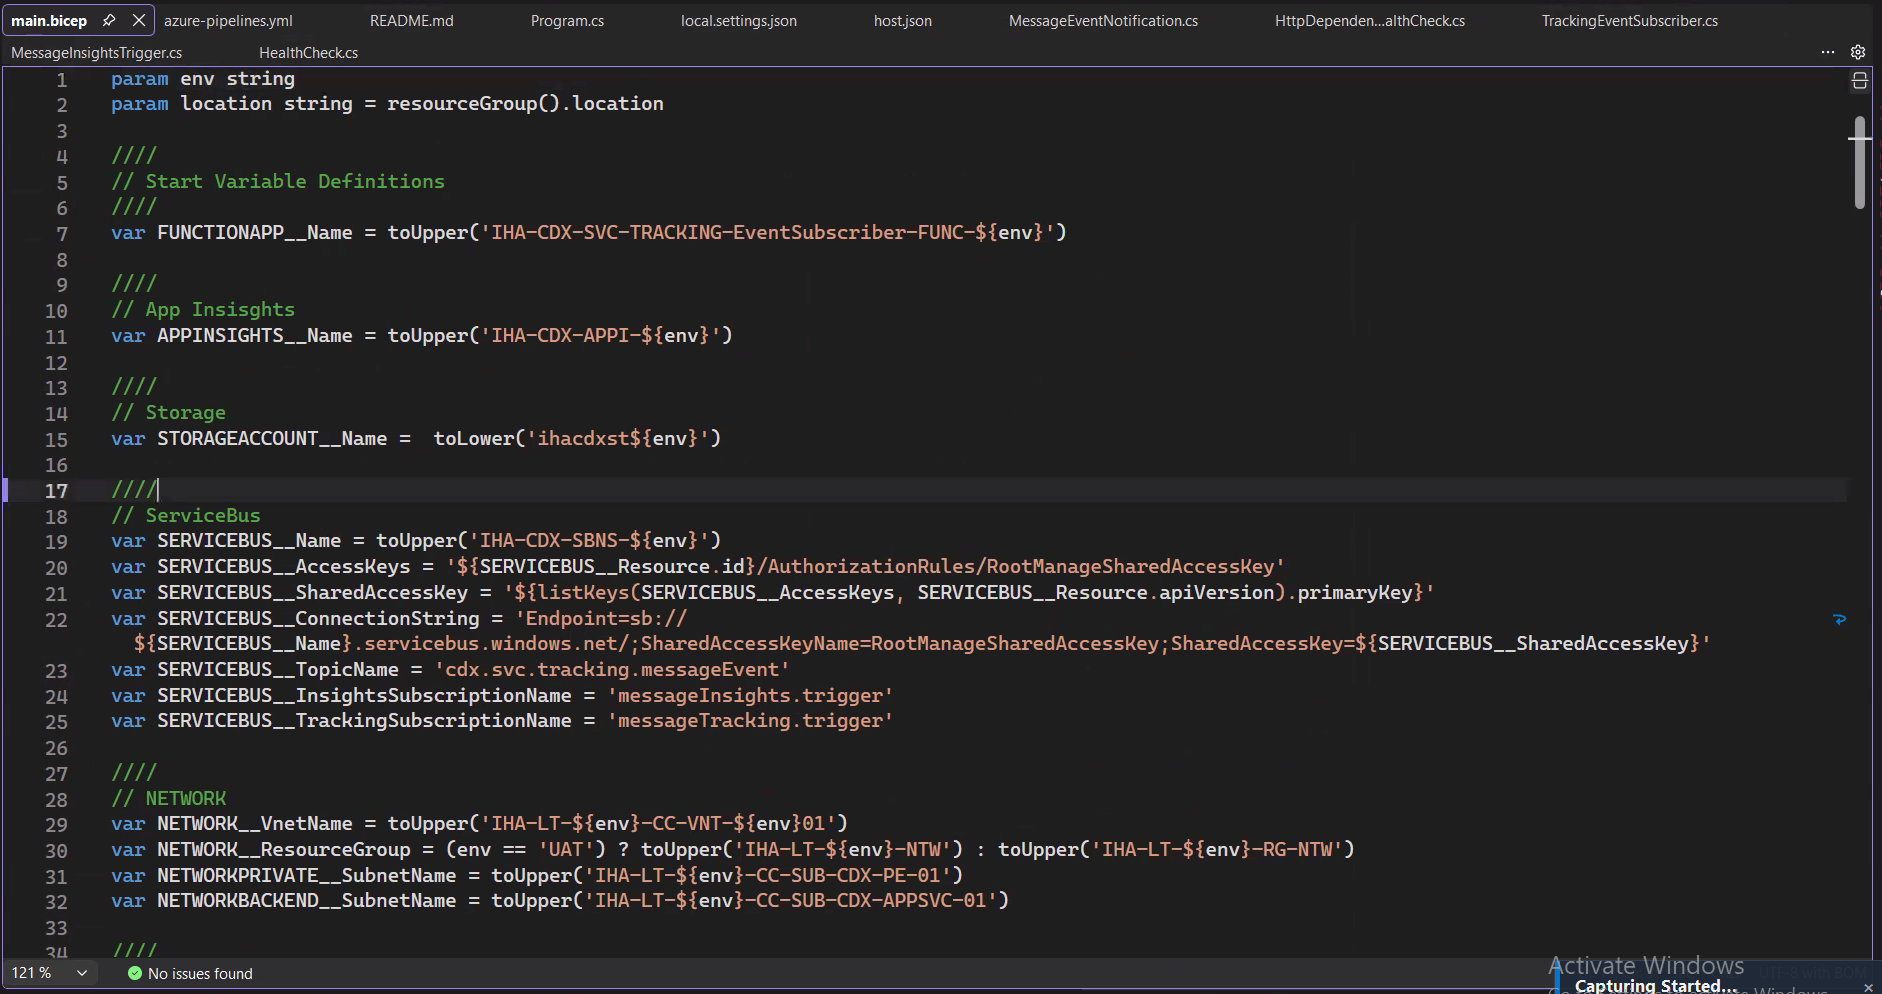 main.bicep azure-pipelines.yml README.md Program.cs local.settings.json host.json MessageEventNotification.cs HttpDependen...althCheck.cs TrackingEventSubscriber.cs
MessageInsightsTrigger.cs HealthCheck.cs
1 param env string
2 param location string = resourceGroup().location
3
4 ////
5 // Start Variable Definitions
6 ////
7 var FUNCTIONAPP__Name = toUpper('IHA-CDX-SVC-TRACKING-EventSubscriber-FUNC-${env}')
8
9 ////
10 // App Insisghts
11 var APPINSIGHTS__Name = toUpper('IHA-CDX-APPI-${env}')
12
13 ////
14 // Storage
15 var STORAGEACCOUNT__Name =  toLower('ihacdxst${env}')
16
17 ////
18 // ServiceBus
19 var SERVICEBUS__Name = toUpper('IHA-CDX-SBNS-${env}')
20 var SERVICEBUS__AccessKeys = '${SERVICEBUS__Resource.id}/AuthorizationRules/RootManageSharedAccessKey'
21 var SERVICEBUS__SharedAccessKey = '${listKeys(SERVICEBUS__AccessKeys, SERVICEBUS__Resource.apiVersion).primaryKey}'
22 var SERVICEBUS__ConnectionString = 'Endpoint=sb://
${SERVICEBUS__Name}.servicebus.windows.net/;SharedAccessKeyName=RootManageSharedAccessKey;SharedAccessKey=${SERVICEBUS__SharedAccessKey}'
23 var SERVICEBUS__TopicName = 'cdx.svc.tracking.messageEvent'
24 var SERVICEBUS__InsightsSubscriptionName = 'messageInsights.trigger'
25 var SERVICEBUS__TrackingSubscriptionName = 'messageTracking.trigger'
26
27 ////
28 // NETWORK
29 var NETWORK__VnetName = toUpper('IHA-LT-${env}-CC-VNT-${env}01')
30 var NETWORK__ResourceGroup = (env == 'UAT') ? toUpper('IHA-LT-${env}-NTW') : toUpper('IHA-LT-${env}-RG-NTW')
31 var NETWORKPRIVATE__SubnetName = toUpper('IHA-LT-${env}-CC-SUB-CDX-PE-01')
32 var NETWORKBACKEND__SubnetName = toUpper('IHA-LT-${env}-CC-SUB-CDX-APPSVC-01')
33
34 ////
121 % No issues found
Activate Windows
Capturing Started...